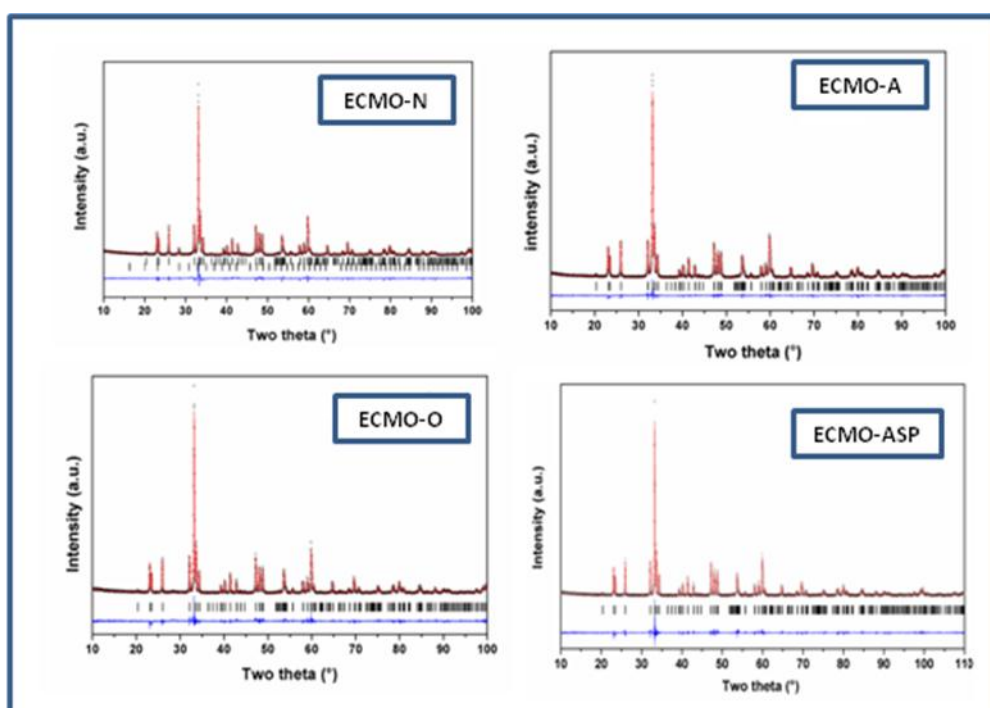 ECMO-N
Intensity (a.u.)
10 20 30 40 50 60 70 80 90 100
Two theta (°)
ECMO-A
intensity (a.u.)
10 20 30 40 50 60 70 80 90 100
Two theta (°)
ECMO-O
Intensity (a.u.)
10 20 30 40 50 60 70 80 90 100
Two theta (°)
ECMO-ASP
Intensity (a.u.)
10 20 30 40 50 60 70 80 90 100 110
Two theta (°)